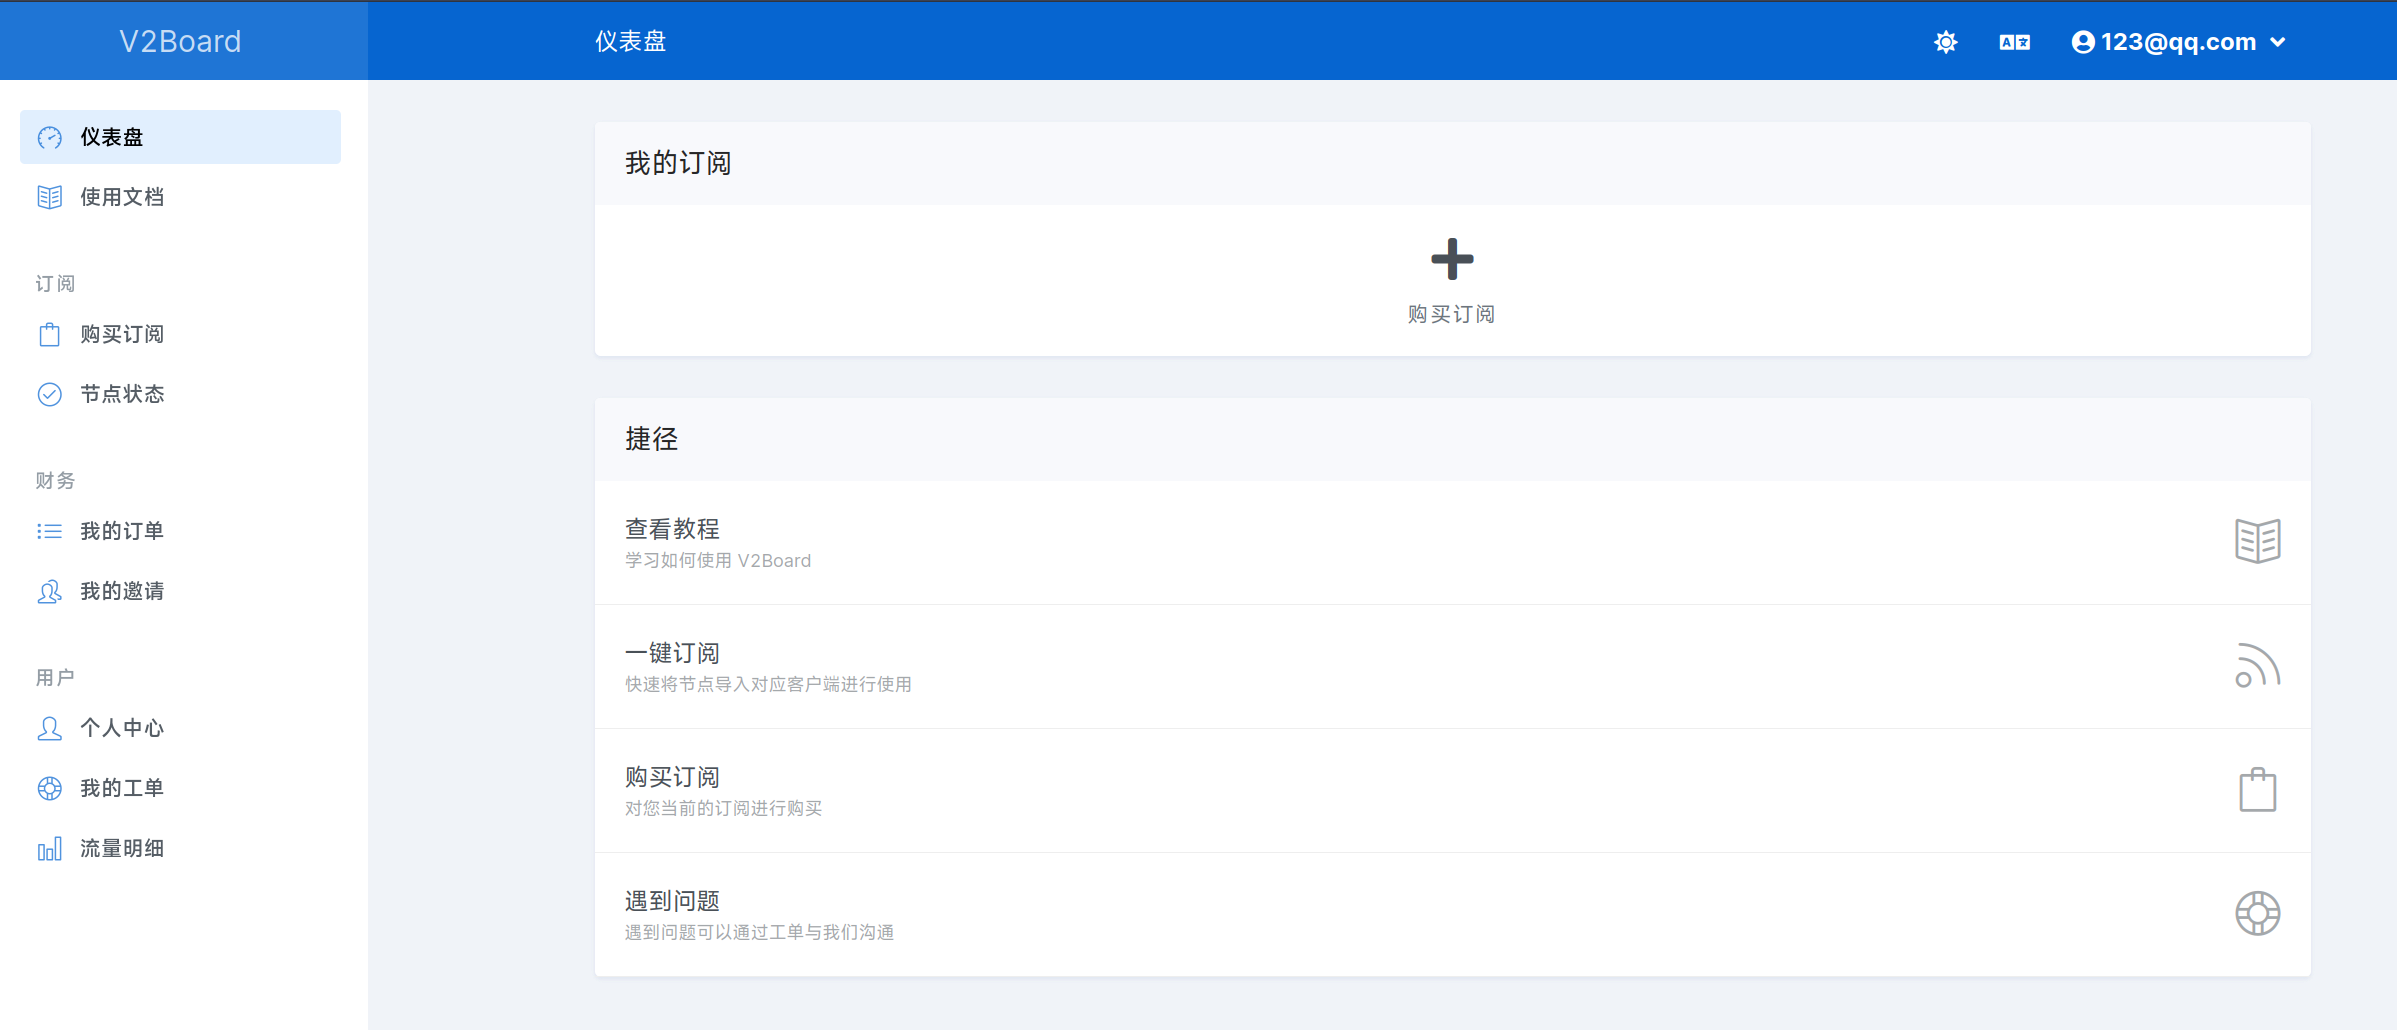 V2Board
仪表盘
123@qq.com
仪表盘
使用文档
订阅
购买订阅
节点状态
财务
我的订单
我的邀请
用户
个人中心
我的工单
流量明细
我的订阅
购买订阅
捷径
查看教程
学习如何使用 V2Board
一键订阅
快速将节点导入对应客户端进行使用
购买订阅
对您当前的订阅进行购买
遇到问题
遇到问题可以通过工单与我们沟通